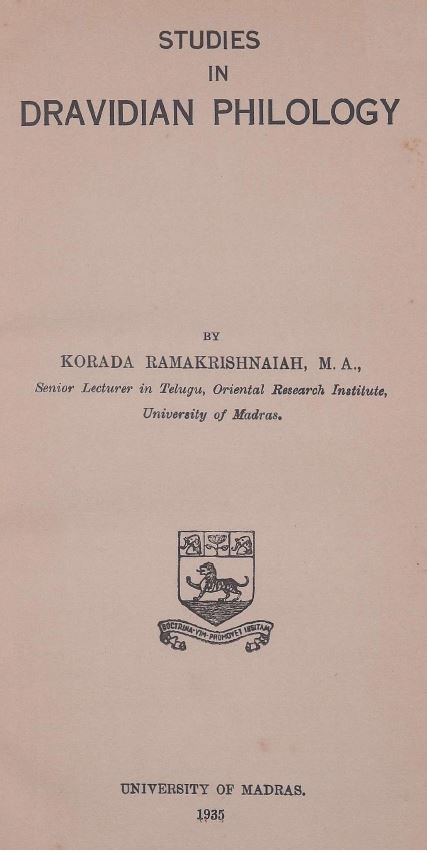 STUDIES
IN
DRAVIDIAN PHILOLOGY
BY
KORADA RAMAKRISHNAIAH, M. A.,
Senior Lecturer in Telugu, Oriental Research Institute,
University of Madras.
DOCTRINA·VIM·PROMOVET INSITAM
UNIVERSITY OF MADRAS.
1935